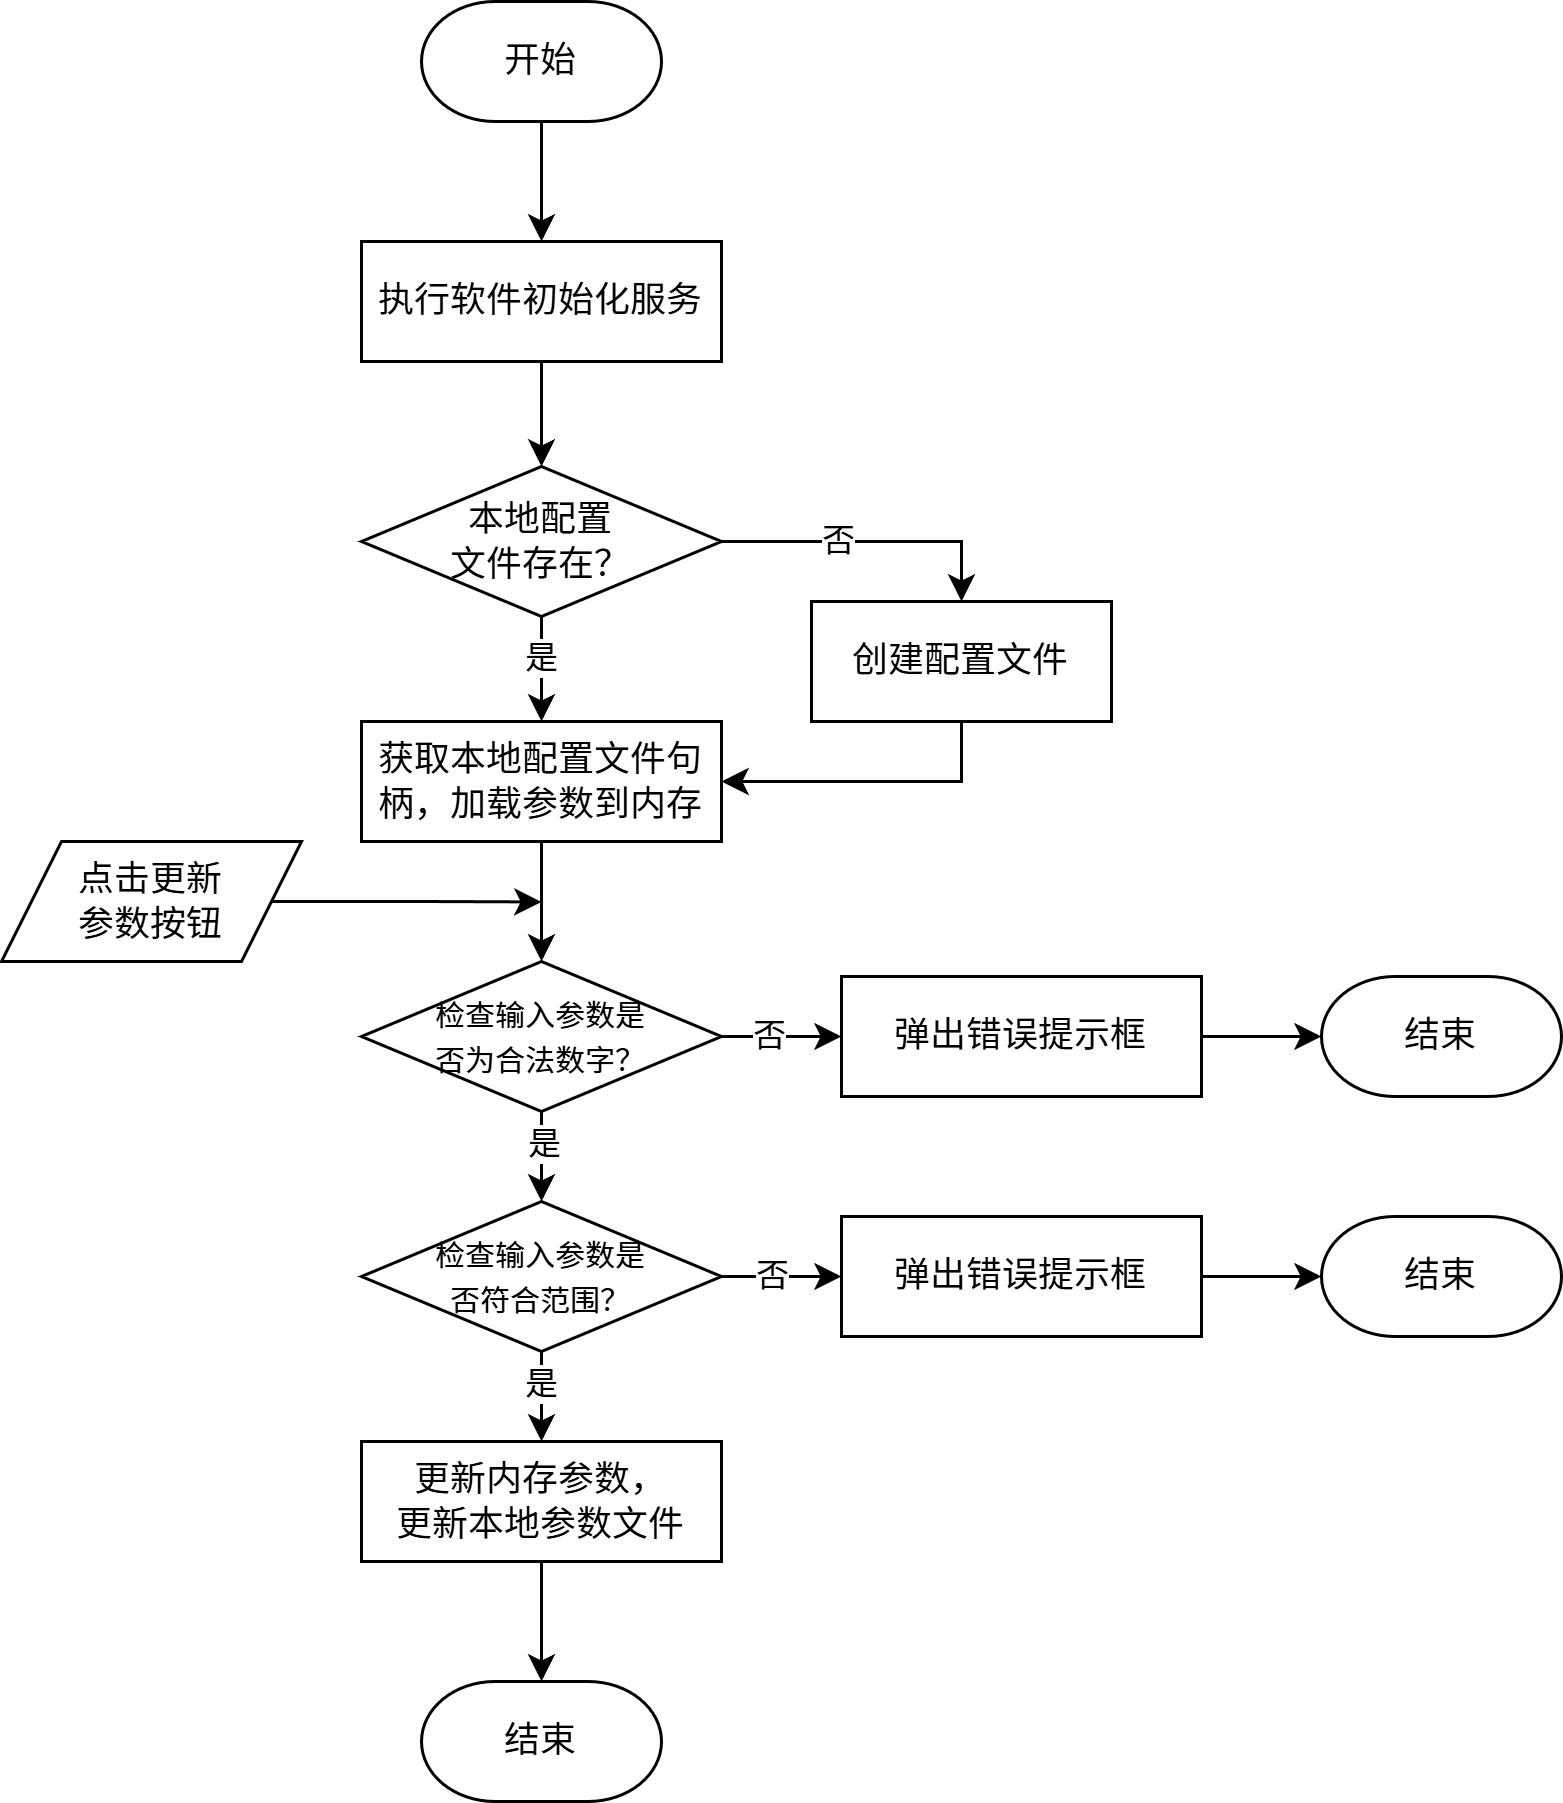 开始
执行软件初始化服务
本地配置
文件存在？
否
是
创建配置文件
获取本地配置文件句
柄，加载参数到内存
点击更新
参数按钮
检查输入参数是
否为合法数字？
否
弹出错误提示框
结束
是
检查输入参数是
否符合范围？
否
弹出错误提示框
结束
是
更新内存参数，
更新本地参数文件
结束